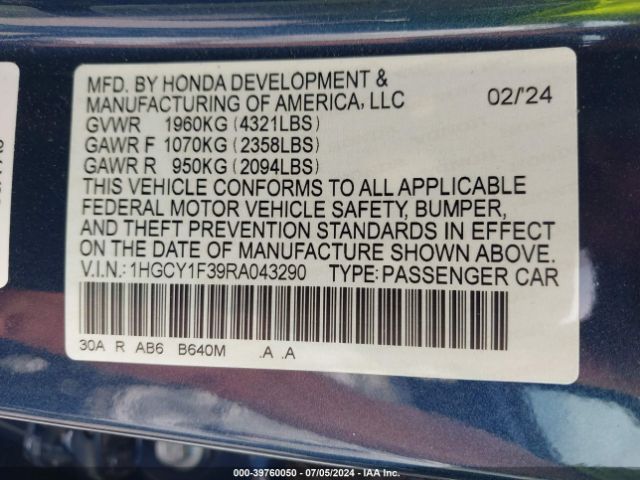 MFD. BY HONDA DEVELOPMENT &
MANUFACTURING OF AMERICA, LLC 02/'24
GVWR 1960KG (4321LBS)
GAWR F 1070KG (2358LBS)
GAWR R 950KG (2094LBS)
THIS VEHICLE CONFORMS TO ALL APPLICABLE
FEDERAL MOTOR VEHICLE SAFETY, BUMPER,
AND THEFT PREVENTION STANDARDS IN EFFECT
ON THE DATE OF MANUFACTURE SHOWN ABOVE.
V.I.N.: 1HGCY1F39RA043290 TYPE: PASSENGER CAR
30A R AB6 B640M .A .A
000-39760050 - 07/05/2024 - IAA Inc.